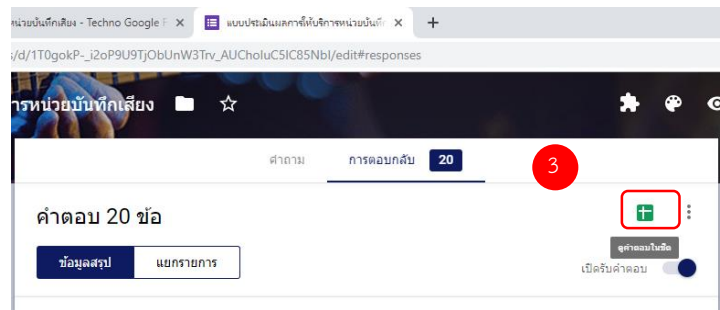 หน่วยบันทึกเสียง - Techno Google F × แบบประเมินผลการให้บริการหน่วยบันทึก × +
/d/1T0gokP-_i2oP9U9TjObUnW3Trv_AUCholuC5IC85NbI/edit#responses
ารหน่วยบันทึกเสียง
คำถาม การตอบกลับ 20
3
คำตอบ 20 ข้อ
ดูคำตอบในชีต
ข้อมูลสรุป แยกรายการ
เปิดรับคำตอบ